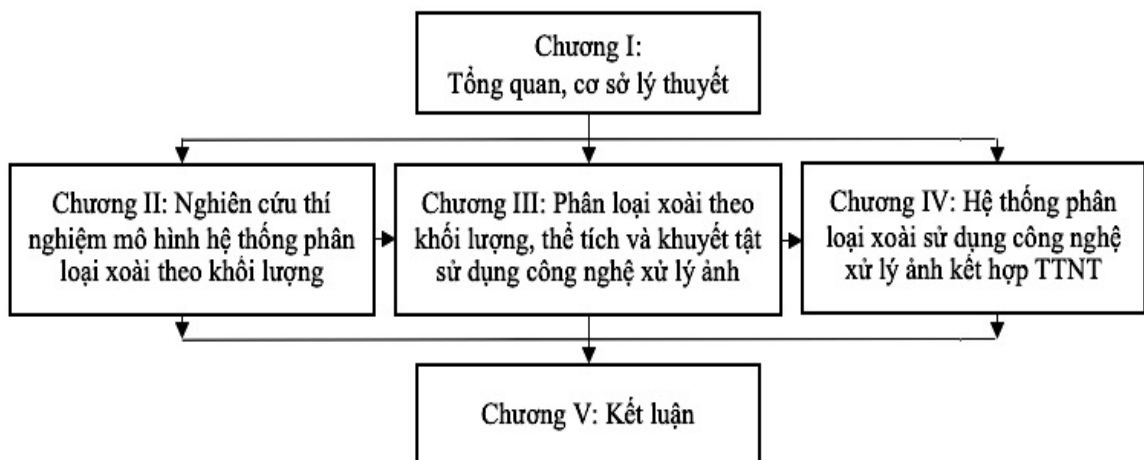 Chương I:
Tổng quan, cơ sở lý thuyết
Chương II: Nghiên cứu thí
nghiệm mô hình hệ thống phân
loại xoài theo khối lượng
Chương III: Phân loại xoài theo
khối lượng, thể tích và khuyết tật
sử dụng công nghệ xử lý ảnh
Chương IV: Hệ thống phân
loại xoài sử dụng công nghệ
xử lý ảnh kết hợp TTNT
Chương V: Kết luận